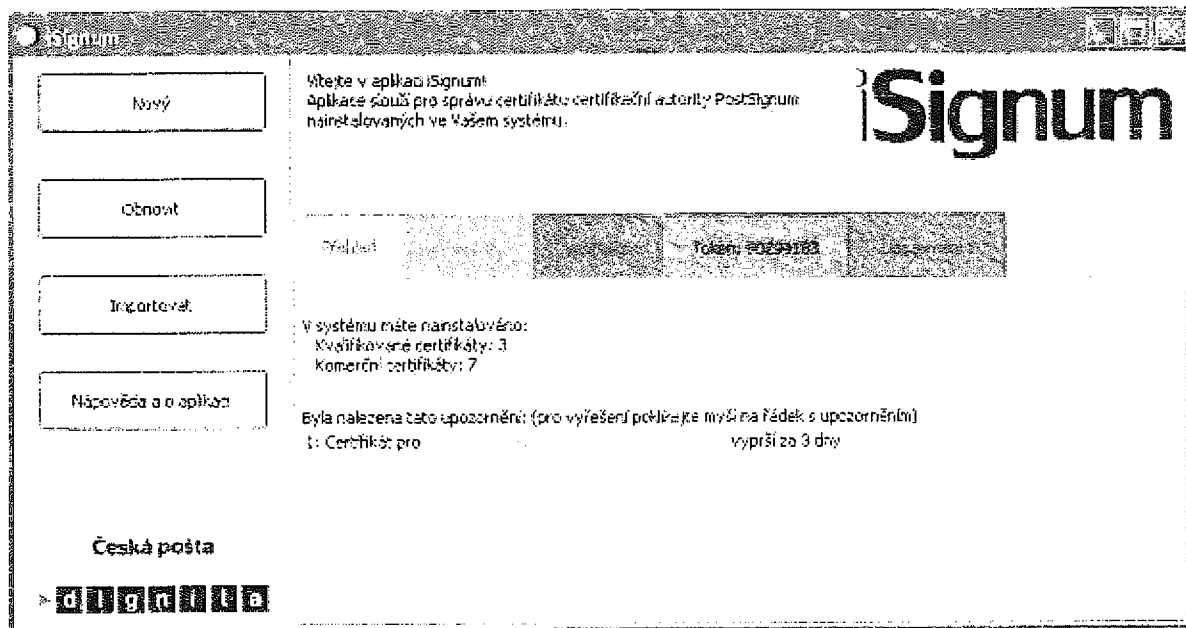 iSignum
Nový
Obnovit
Importovat
Nápověda a o aplikaci
Česká pošta
dignita
Vítejte v aplikaci iSignum!
Aplikace slouží pro správu certifikátů certifikační autority PostSignum
nainstalovaných ve Vašem systému.
iSignum
Přehled
Token:
V systému máte nainstalováno:
Kvalifikované certifikáty: 3
Komerční certifikáty: 7
Byla nalezena tato upozornění: (pro vyřešení poklikejte myší na řádek s upozorněním)
1: Certifikát pro vyprší za 3 dny